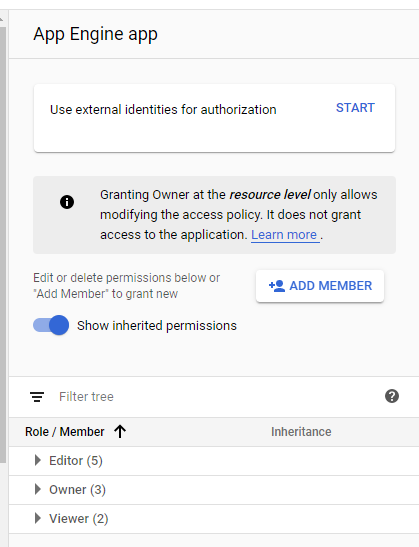 App Engine app
Use external identities for authorization
START
Granting Owner at the resource level only allows
modifying the access policy. It does not grant
access to the application. Learn more .
Edit or delete permissions below or
"Add Member" to grant new
ADD MEMBER
Show inherited permissions
Filter tree
Role / Member
Inheritance
Editor (5)
Owner (3)
Viewer (2)